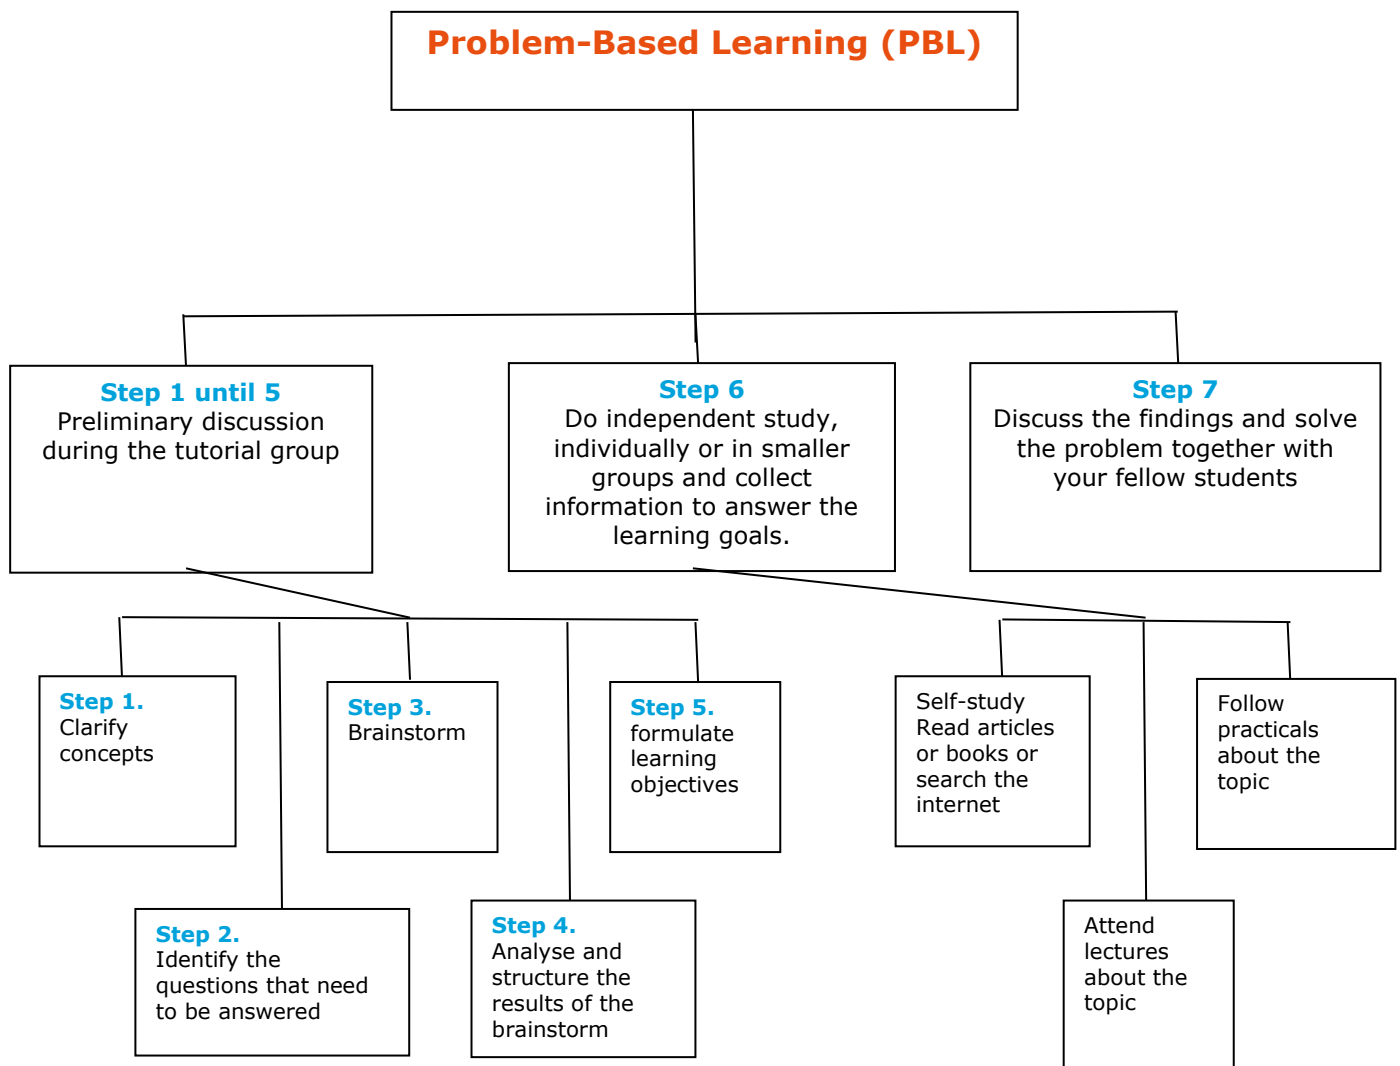 Problem-Based Learning (PBL)
Step 1 until 5
Preliminary discussion
during the tutorial group
Step 6
Do independent study,
individually or in smaller
groups and collect
information to answer the
learning goals.
Step 7
Discuss the findings and solve
the problem together with
your fellow students
Step 1.
Clarify
concepts
Step 2.
Identify the
questions that need
to be answered
Step 3.
Brainstorm
Step 4.
Analyse and
structure the
results of the
brainstorm
Step 5.
formulate
learning
objectives
Self-study
Read articles
or books or
search the
internet
Attend
lectures
about the
topic
Follow
practicals
about the
topic